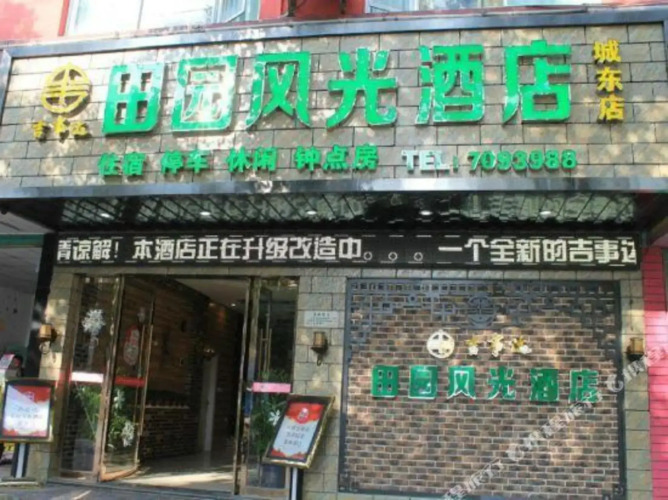 田园风光酒店
城东店
吉事达
住宿 停车 休闲 钟点房 TEL: 7093988
青谅解！本酒店正在升级改造中。。。一个全新的吉事达
吉事达
田园风光酒店